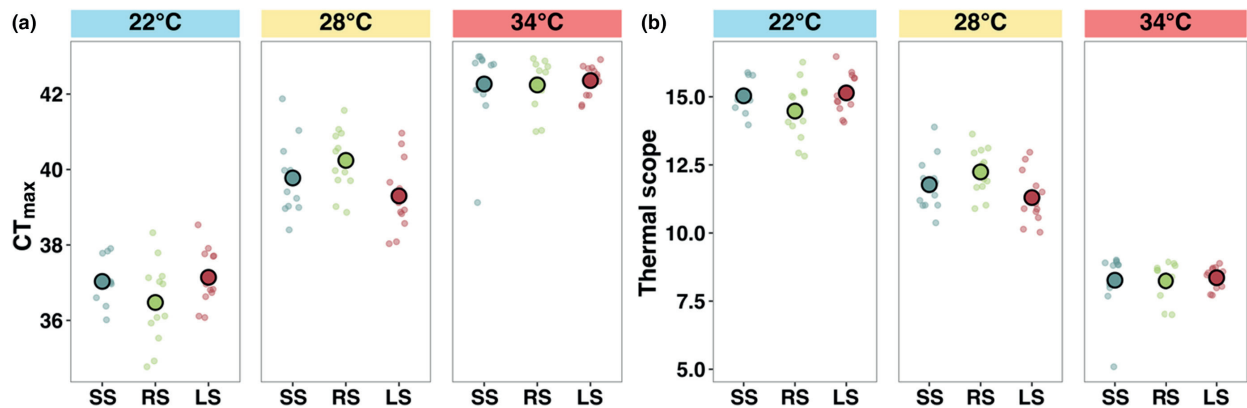 (a) 22°C 28°C 34°C
CTmax
42
40
38
36
SS RS LS SS RS LS SS RS LS
(b) 22°C 28°C 34°C
Thermal scope
15.0
12.5
10.0
7.5
5.0
SS RS LS SS RS LS SS RS LS